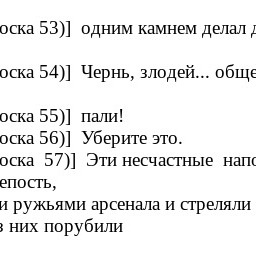 оска 53)] одним камнем делал д
оска 54)] Чернь, злодей... обще
оска 55)] пали!
оска 56)] Уберите это.
оска 57)] Эти несчастные напо
епость,
и ружьями арсенала и стреляли
з них порубили